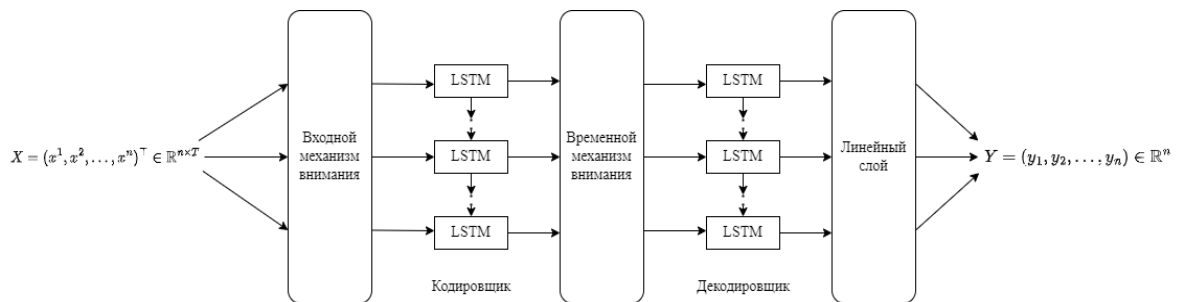 X = (x^1, x^2, ..., x^n)^⊤ ∈ ℝ^{n×T}
Входной
механизм
внимания
LSTM
LSTM
LSTM
Кодировщик
Временной
механизм
внимания
LSTM
LSTM
LSTM
Декодировщик
Линейный
слой
Y = (y_1, y_2, ..., y_n) ∈ ℝ^n